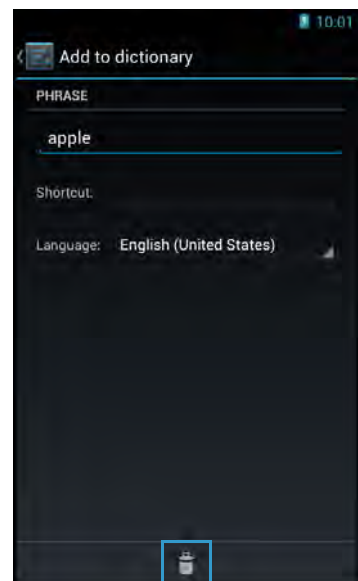 10:01
Add to dictionary
PHRASE
apple
Shortcut:
Language: English (United States)